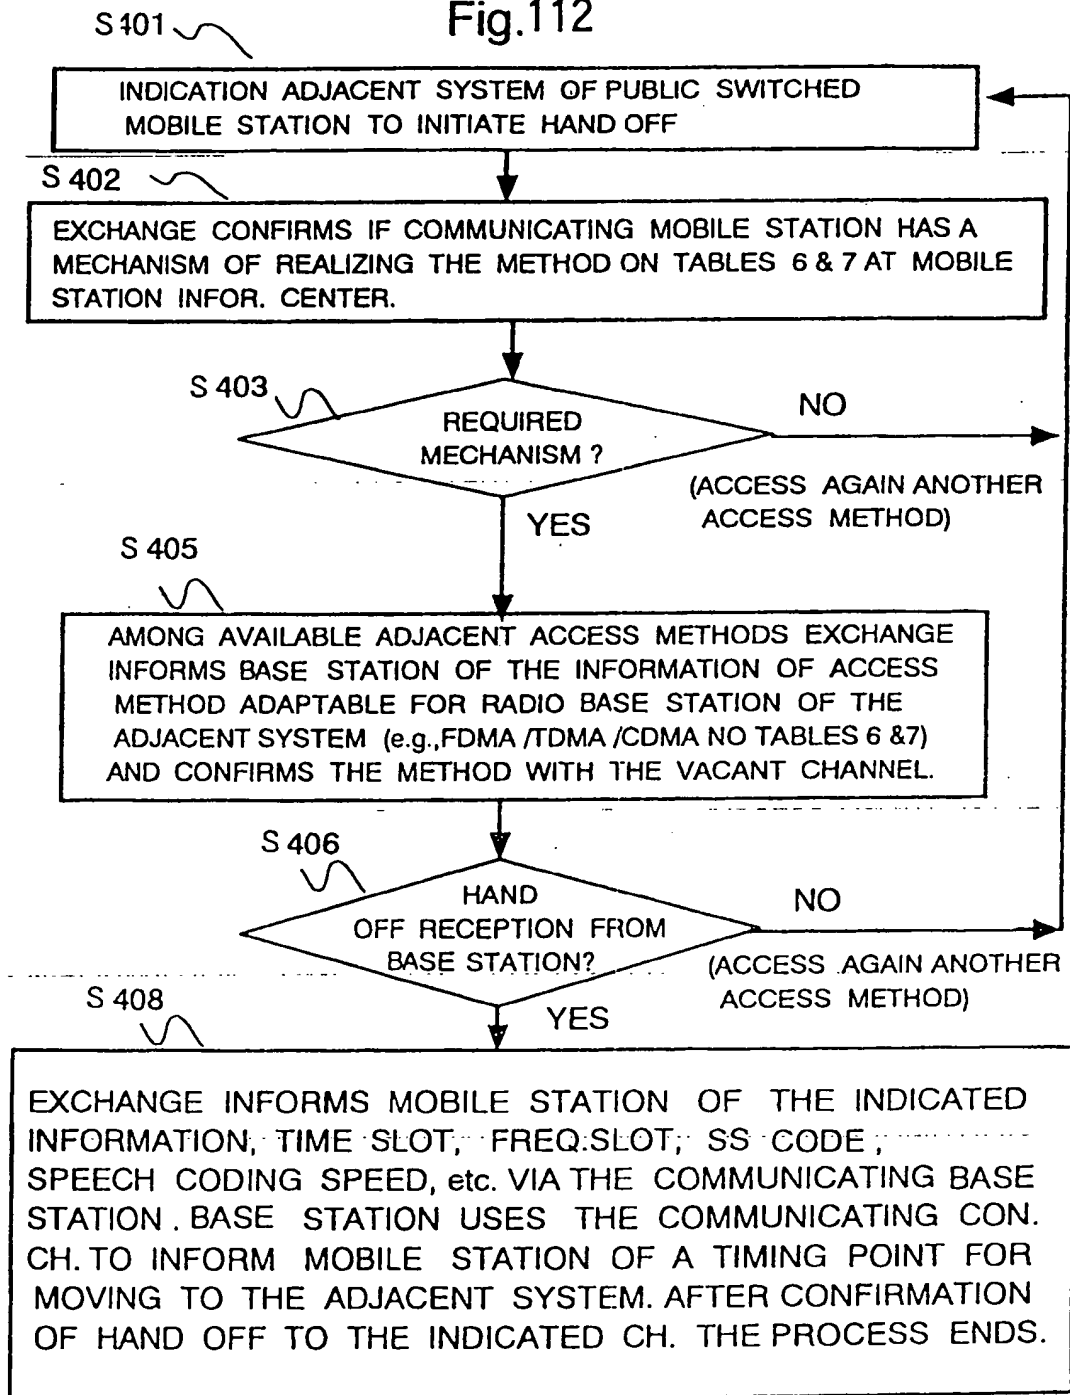 Fig.112
S401
INDICATION ADJACENT SYSTEM OF PUBLIC SWITCHED
MOBILE STATION TO INITIATE HAND OFF
S 402
EXCHANGE CONFIRMS IF COMMUNICATING MOBILE STATION HAS A
MECHANISM OF REALIZING THE METHOD ON TABLES 6 & 7 AT MOBILE
STATION INFOR. CENTER.
S 403
REQUIRED
MECHANISM ?
NO
(ACCESS AGAIN ANOTHER
ACCESS METHOD)
YES
S 405
AMONG AVAILABLE ADJACENT ACCESS METHODS EXCHANGE
INFORMS BASE STATION OF THE INFORMATION OF ACCESS
METHOD ADAPTABLE FOR RADIO BASE STATION OF THE
ADJACENT SYSTEM (e.g.,FDMA /TDMA /CDMA NO TABLES 6 &7)
AND CONFIRMS THE METHOD WITH THE VACANT CHANNEL.
S 406
HAND
OFF RECEPTION FROM
BASE STATION?
NO
(ACCESS AGAIN ANOTHER
ACCESS METHOD)
YES
S 408
EXCHANGE INFORMS MOBILE STATION OF THE INDICATED
INFORMATION, TIME SLOT, FREQ.SLOT, SS CODE ,
SPEECH CODING SPEED, etc. VIA THE COMMUNICATING BASE
STATION . BASE STATION USES THE COMMUNICATING CON.
CH. TO INFORM MOBILE STATION OF A TIMING POINT FOR
MOVING TO THE ADJACENT SYSTEM. AFTER CONFIRMATION
OF HAND OFF TO THE INDICATED CH. THE PROCESS ENDS.